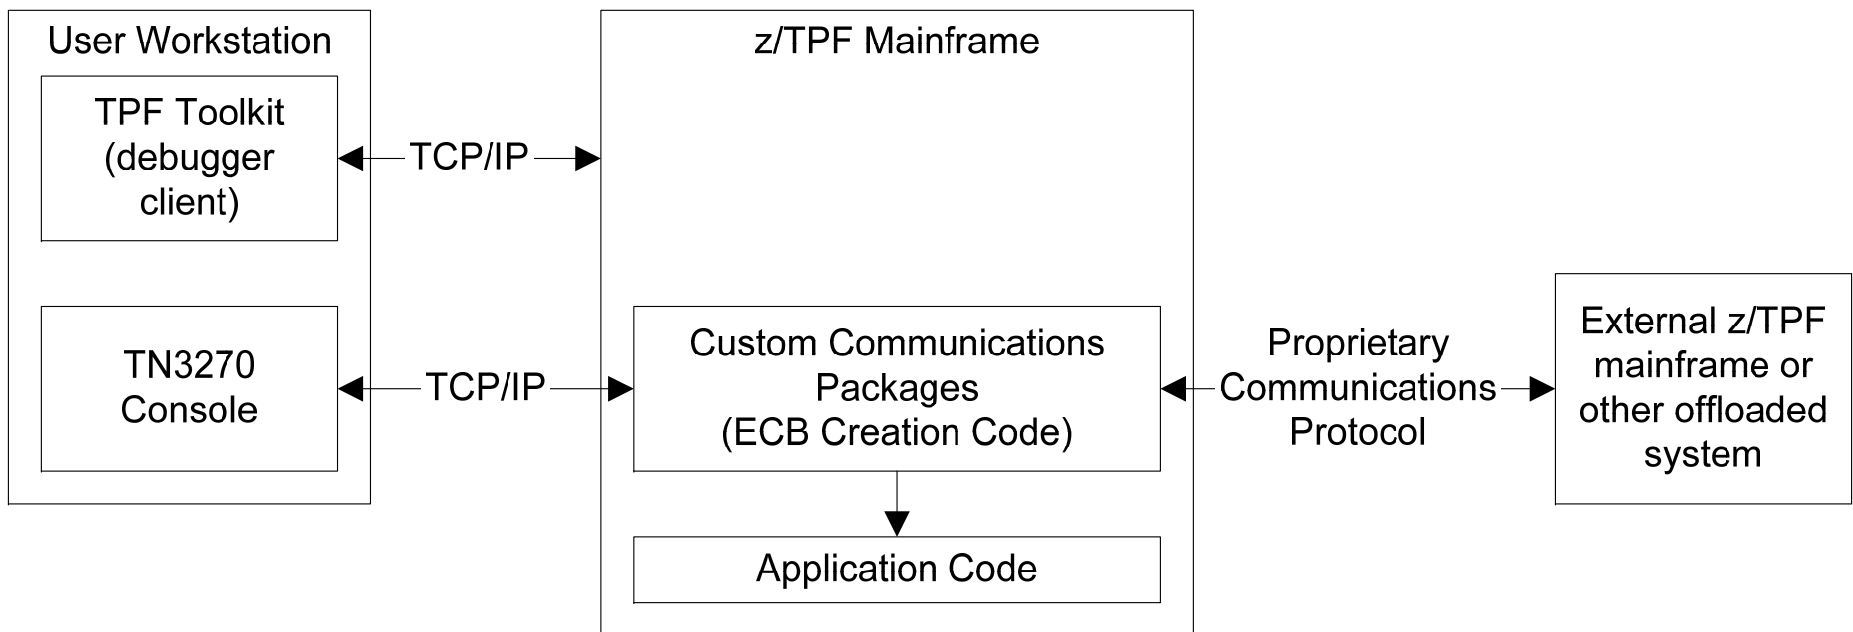 User Workstation
z/TPF Mainframe
TPF Toolkit
(debugger
client)
TCP/IP
TN3270
Console
TCP/IP
Custom Communications
Packages
(ECB Creation Code)
Proprietary
Communications
Protocol
External z/TPF
mainframe or
other offloaded
system
Application Code